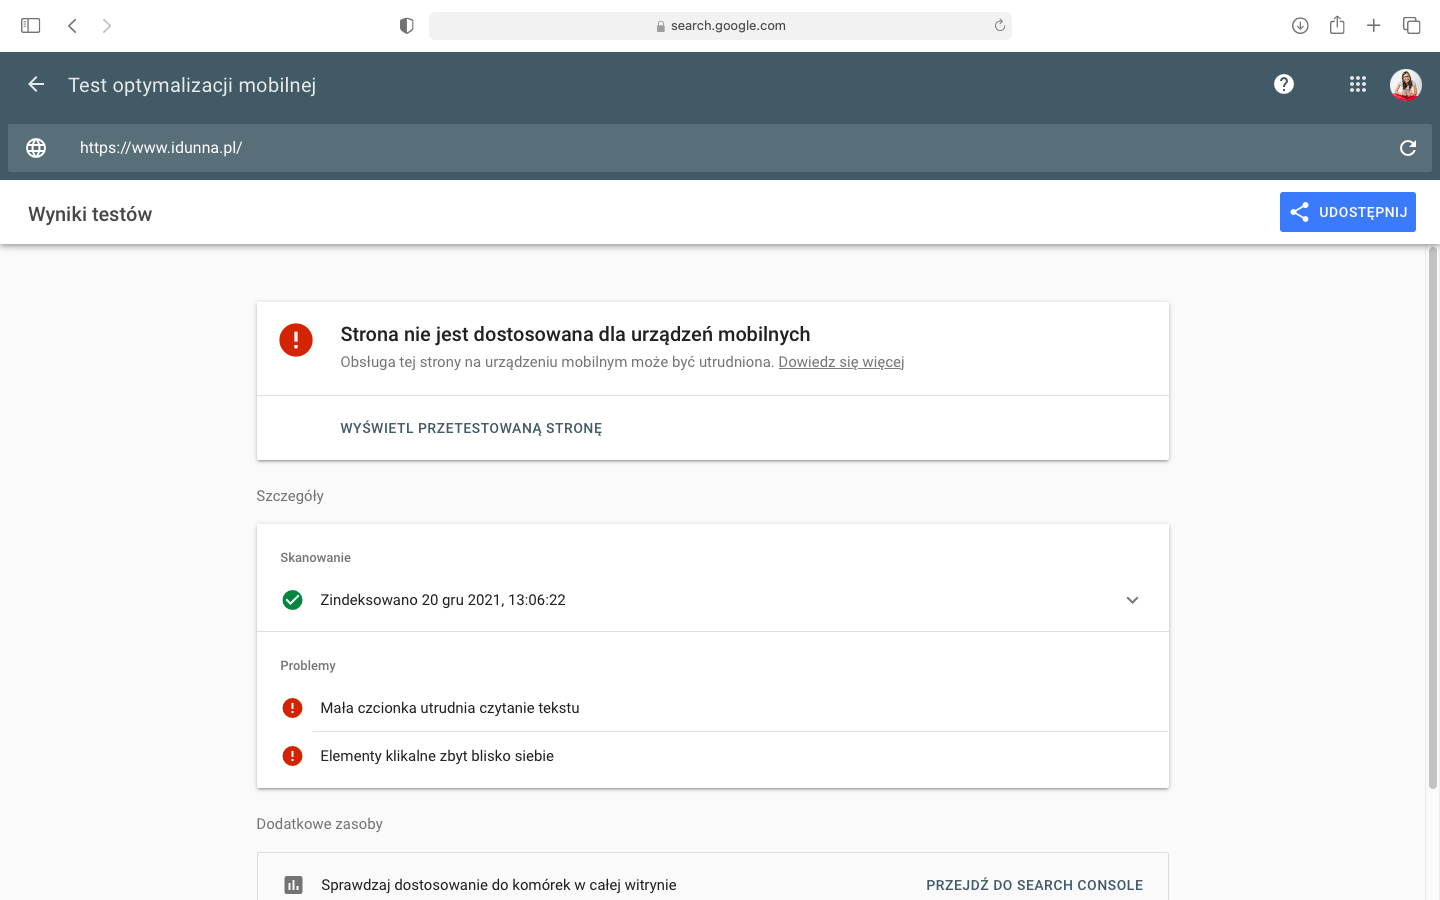 search.google.com
Test optymalizacji mobilnej
https://www.idunna.pl/
Wyniki testów
UDOSTĘPNIJ
Strona nie jest dostosowana dla urządzeń mobilnych
Obsługa tej strony na urządzeniu mobilnym może być utrudniona. Dowiedz się więcej
WYŚWIETL PRZETESTOWANĄ STRONĘ
Szczegóły
Skanowanie
Zindeksowano 20 gru 2021, 13:06:22
Problemy
Mała czcionka utrudnia czytanie tekstu
Elementy klikalne zbyt blisko siebie
Dodatkowe zasoby
Sprawdzaj dostosowanie do komórek w całej witrynie
PRZEJDŹ DO SEARCH CONSOLE